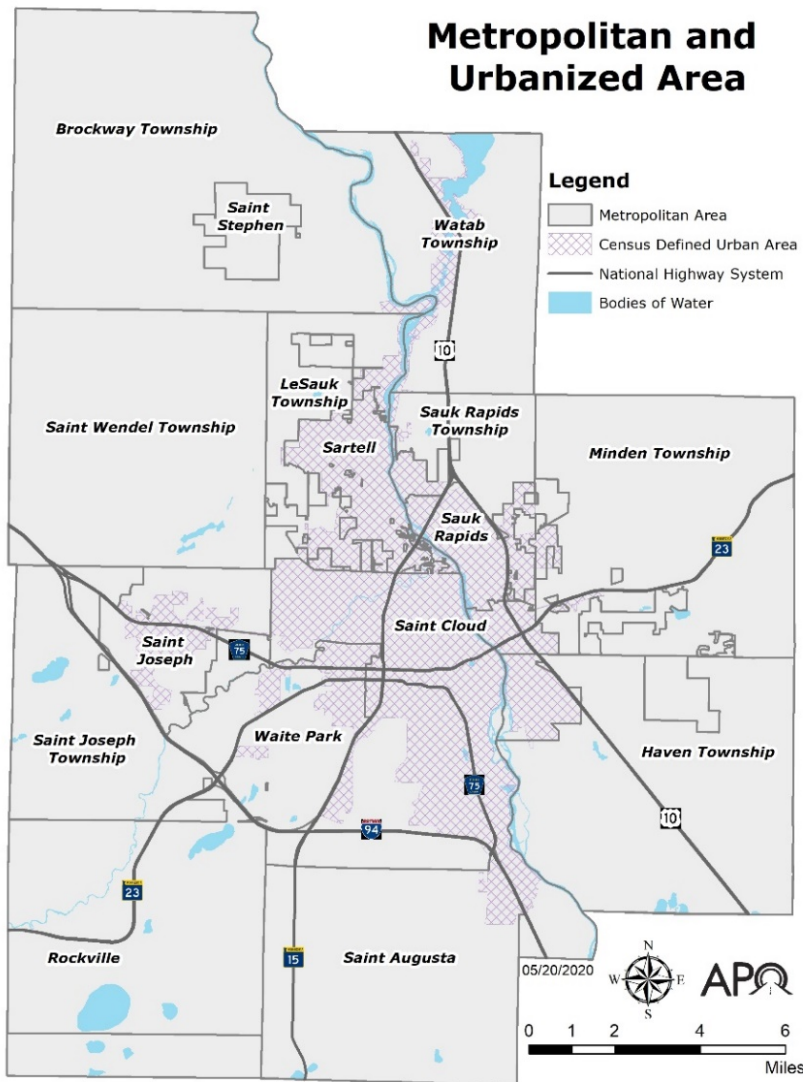 Metropolitan and
Urbanized Area
Legend
Metropolitan Area
Census Defined Urban Area
National Highway System
Bodies of Water
Brockway Township
Saint
Stephen
Watab
Township
10
LeSauk
Township
Saint Wendel Township
Sartell
Sauk Rapids
Township
Minden Township
Sauk
Rapids
23
Saint Cloud
Saint
Joseph
75
Waite Park
Saint Joseph
Township
Haven Township
75
10
94
23
15
Rockville
Saint Augusta
05/20/2020
N
W
E
S
APO
0 1 2 4 6
Miles